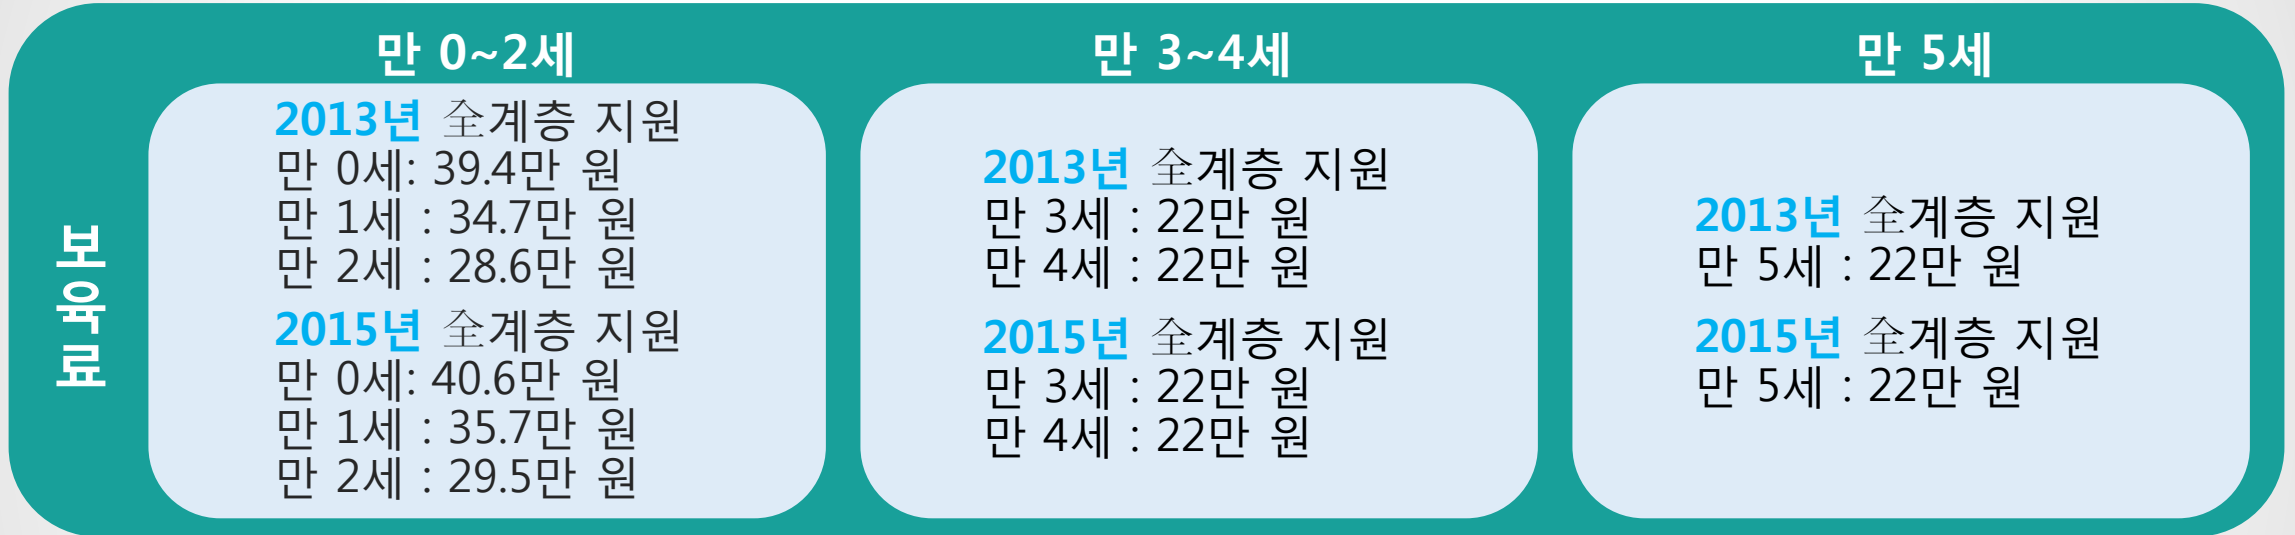 보육료
만 0~2세
2013년 全계층 지원
만 0세: 39.4만 원
만 1세 : 34.7만 원
만 2세 : 28.6만 원
2015년 全계층 지원
만 0세: 40.6만 원
만 1세 : 35.7만 원
만 2세 : 29.5만 원
만 3~4세
2013년 全계층 지원
만 3세 : 22만 원
만 4세 : 22만 원
2015년 全계층 지원
만 3세 : 22만 원
만 4세 : 22만 원
만 5세
2013년 全계층 지원
만 5세 : 22만 원
2015년 全계층 지원
만 5세 : 22만 원